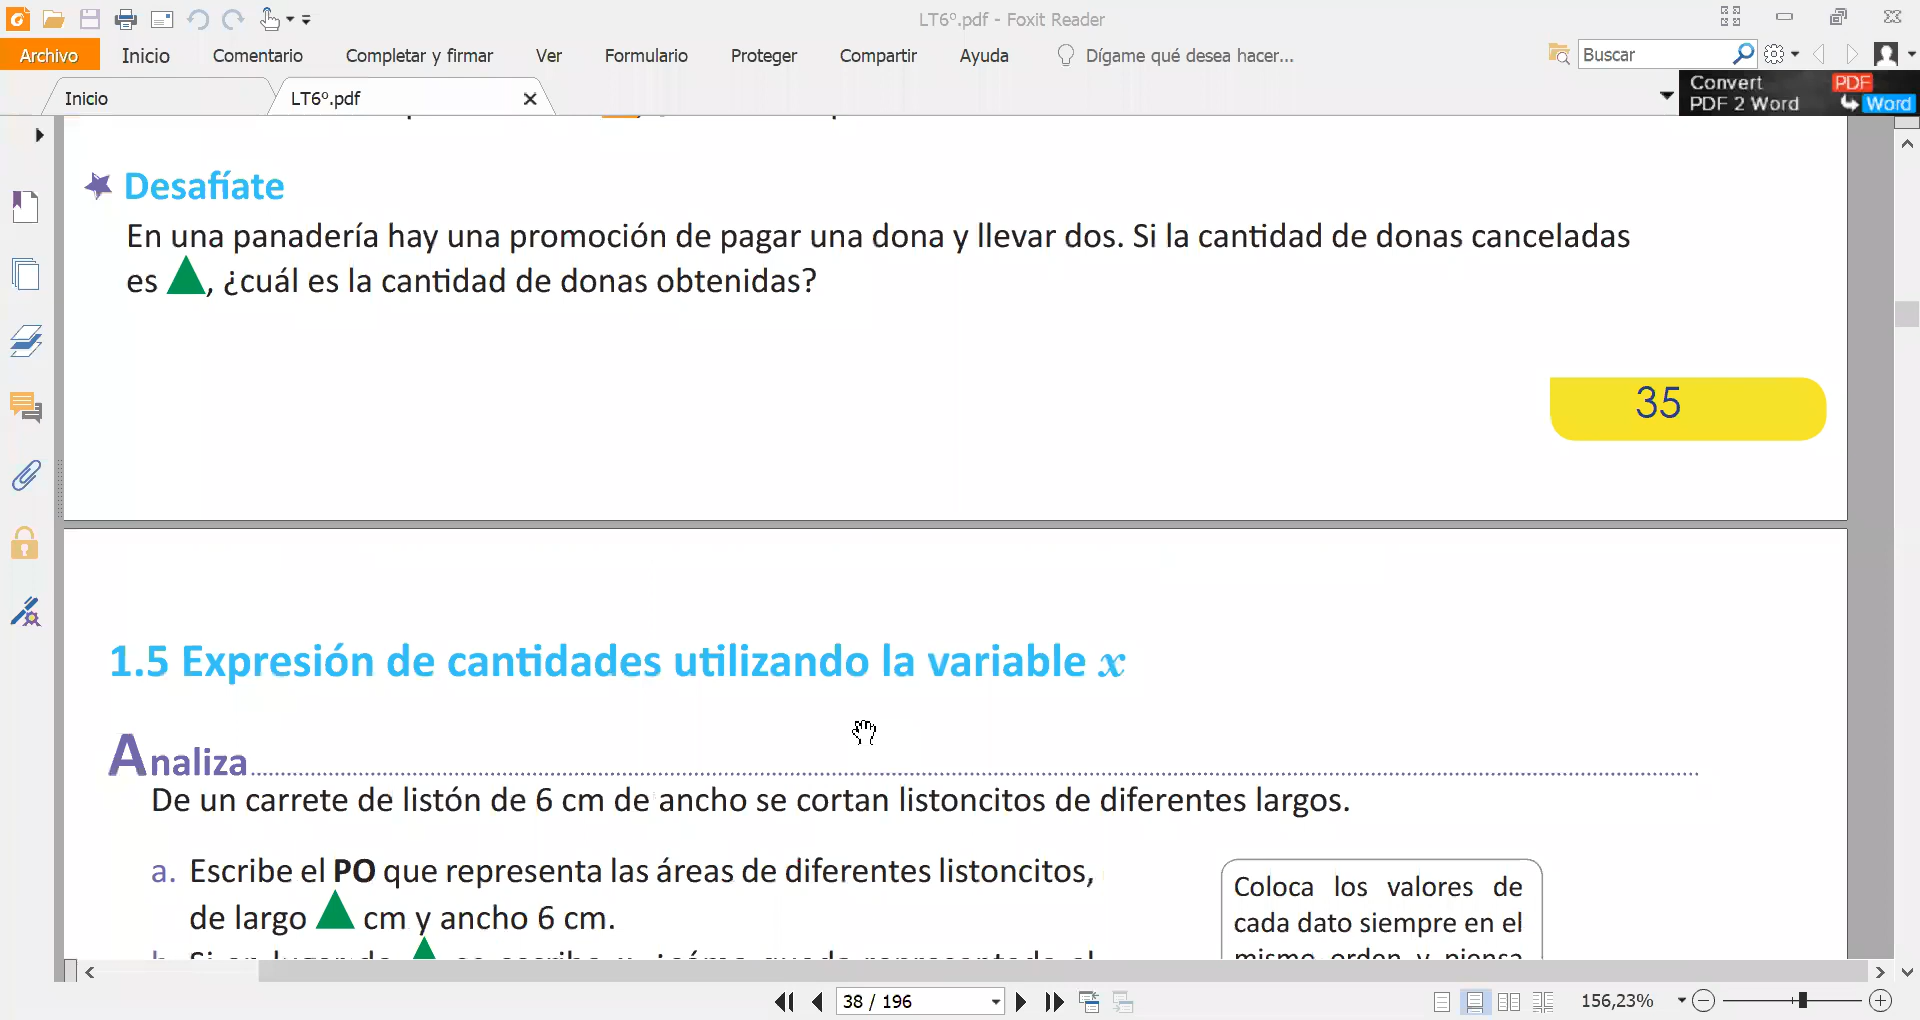 LT6º.pdf - Foxit Reader
Archivo Inicio Comentario Completar y firmar Ver Formulario Proteger Compartir Ayuda Dígame qué desea hacer... Buscar
Inicio LT6º.pdf
Convert PDF
PDF 2 Word Word
Desafíate
En una panadería hay una promoción de pagar una dona y llevar dos. Si la cantidad de donas canceladas
es , ¿cuál es la cantidad de donas obtenidas?
35
1.5 Expresión de cantidades utilizando la variable x
Analiza
De un carrete de listón de 6 cm de ancho se cortan listoncitos de diferentes largos.
a. Escribe el PO que representa las áreas de diferentes listoncitos,
de largo cm y ancho 6 cm.
Coloca los valores de
cada dato siempre en el
mismo orden y piensa
38 / 196
156,23%